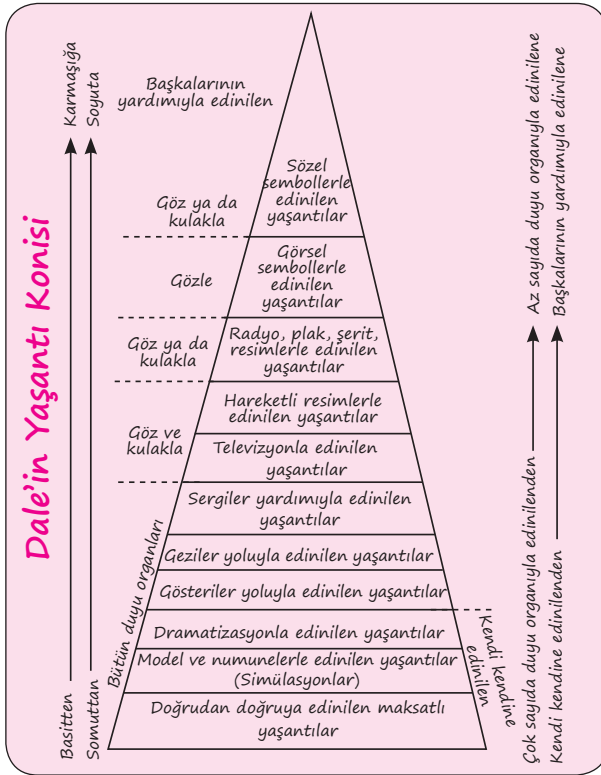 Dale'in Yaşantı Konisi
Karmaşığa
Soyuta
Basitten
Somuttan
Başkalarının
yardımıyla edinilen
Göz ya da
kulakla
Gözle
Göz ya da
kulakla
Göz ve
kulakla
Bütün duyu organları
Sözel
sembollerle
edinilen
yaşantılar
Görsel
sembollerle
edinilen
yaşantılar
Radyo, plak, şerit,
resimlerle edinilen
yaşantılar
Hareketli resimlerle
edinilen yaşantılar
Televizyonla edinilen
yaşantılar
Sergiler yardımıyla edinilen
yaşantılar
Geziler yoluyla edinilen yaşantılar
Gösteriler yoluyla edinilen yaşantılar
Dramatizasyonla edinilen yaşantılar
Model ve numunelerle edinilen yaşantılar
(Simülasyonlar)
Doğrudan doğruya edinilen maksatlı
yaşantılar
Kendi kendine
edinilen
Az sayıda duyu organıyla edinilene
Başkalarının yardımıyla edinilene
Çok sayıda duyu organıyla edinilenden
Kendi kendine edinilenden